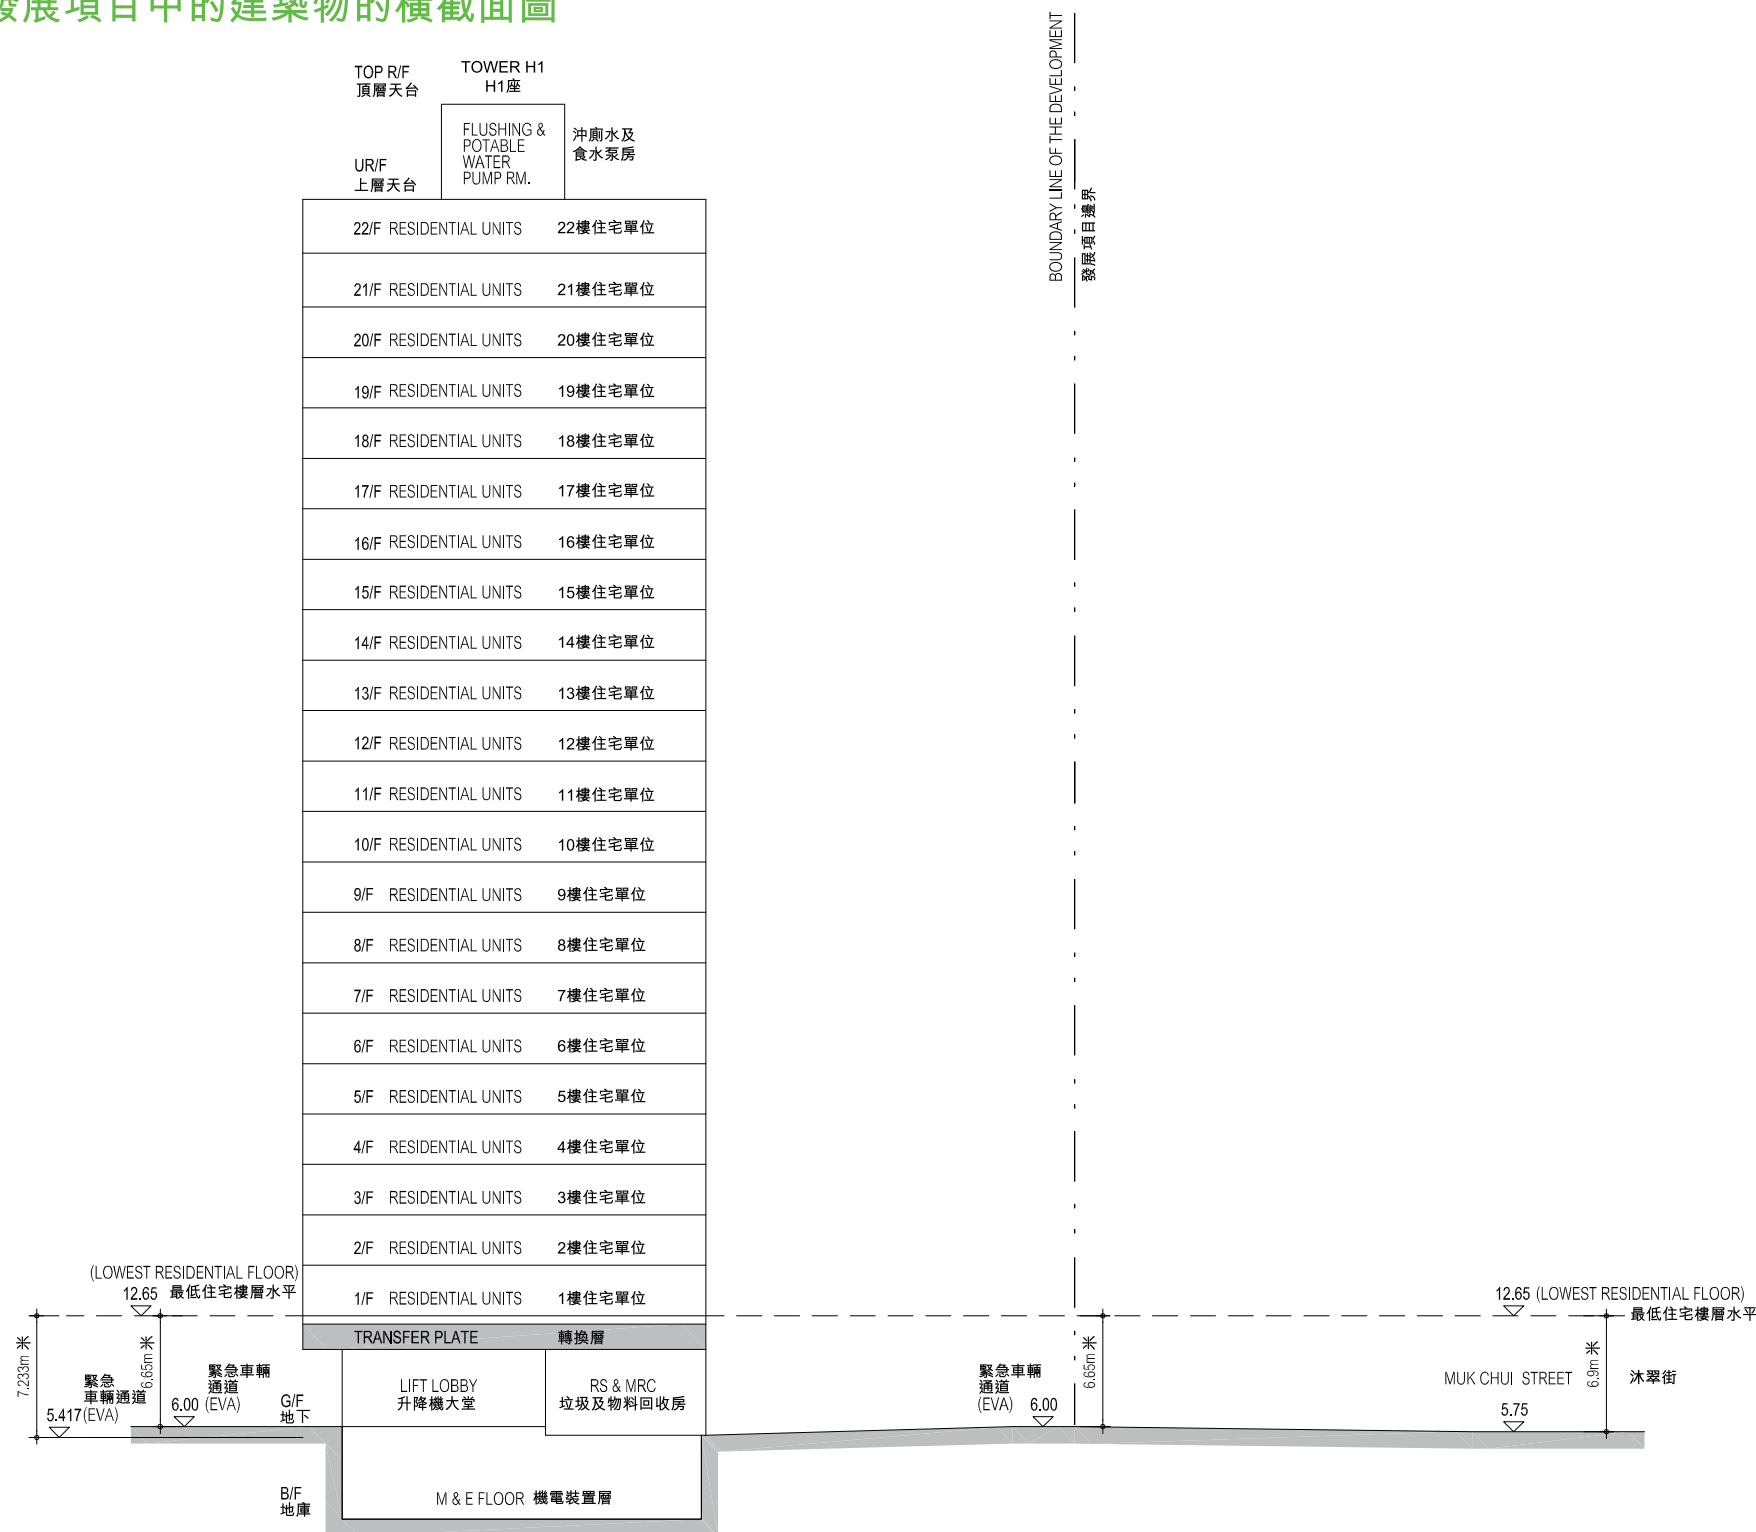 發展項目中的建築物的橫截面圖
TOP R/F
頂層天台
TOWER H1
H1座
FLUSHING &
POTABLE
WATER
PUMP RM.
沖廁水及
食水泵房
UR/F
上層天台
BOUNDARY LINE OF THE DEVELOPMENT
發展項目邊界
22/F RESIDENTIAL UNITS 22樓住宅單位
21/F RESIDENTIAL UNITS 21樓住宅單位
20/F RESIDENTIAL UNITS 20樓住宅單位
19/F RESIDENTIAL UNITS 19樓住宅單位
18/F RESIDENTIAL UNITS 18樓住宅單位
17/F RESIDENTIAL UNITS 17樓住宅單位
16/F RESIDENTIAL UNITS 16樓住宅單位
15/F RESIDENTIAL UNITS 15樓住宅單位
14/F RESIDENTIAL UNITS 14樓住宅單位
13/F RESIDENTIAL UNITS 13樓住宅單位
12/F RESIDENTIAL UNITS 12樓住宅單位
11/F RESIDENTIAL UNITS 11樓住宅單位
10/F RESIDENTIAL UNITS 10樓住宅單位
9/F RESIDENTIAL UNITS 9樓住宅單位
8/F RESIDENTIAL UNITS 8樓住宅單位
7/F RESIDENTIAL UNITS 7樓住宅單位
6/F RESIDENTIAL UNITS 6樓住宅單位
5/F RESIDENTIAL UNITS 5樓住宅單位
4/F RESIDENTIAL UNITS 4樓住宅單位
3/F RESIDENTIAL UNITS 3樓住宅單位
2/F RESIDENTIAL UNITS 2樓住宅單位
1/F RESIDENTIAL UNITS 1樓住宅單位
(LOWEST RESIDENTIAL FLOOR)
12.65 最低住宅樓層水平
12.65 (LOWEST RESIDENTIAL FLOOR)
最低住宅樓層水平
TRANSFER PLATE 轉換層
7.233m 米
6.65m 米
緊急
車輛通道
5.417(EVA)
緊急車輛
通道
6.00 (EVA)
G/F
地下
LIFT LOBBY
升降機大堂
RS & MRC
垃圾及物料回收房
緊急車輛
通道
(EVA) 6.00
6.65m 米
MUK CHUI STREET
5.75
6.9m 米
沐翠街
B/F
地庫
M & E FLOOR 機電裝置層